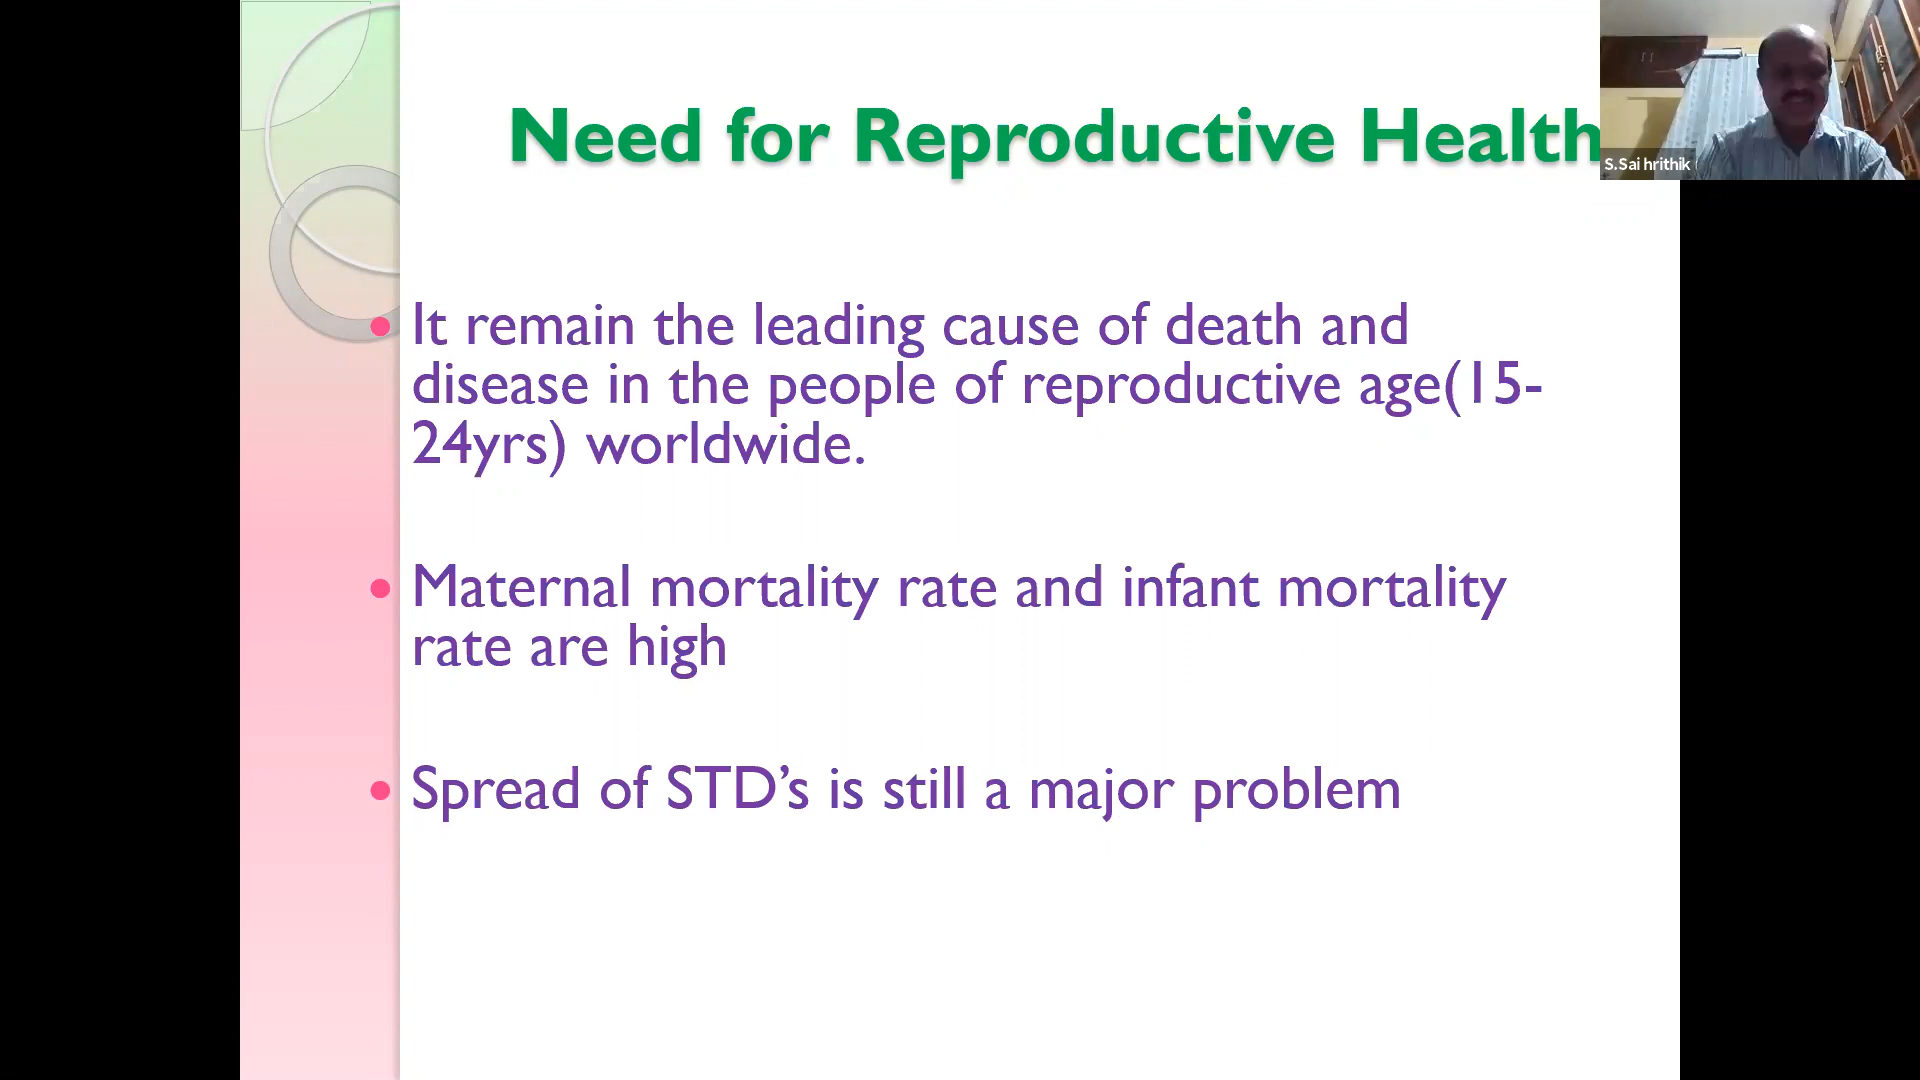 Need for Reproductive Health
S.Sai hrithik
It remain the leading cause of death and
disease in the people of reproductive age(15-
24yrs) worldwide.
Maternal mortality rate and infant mortality
rate are high
Spread of STD’s is still a major problem